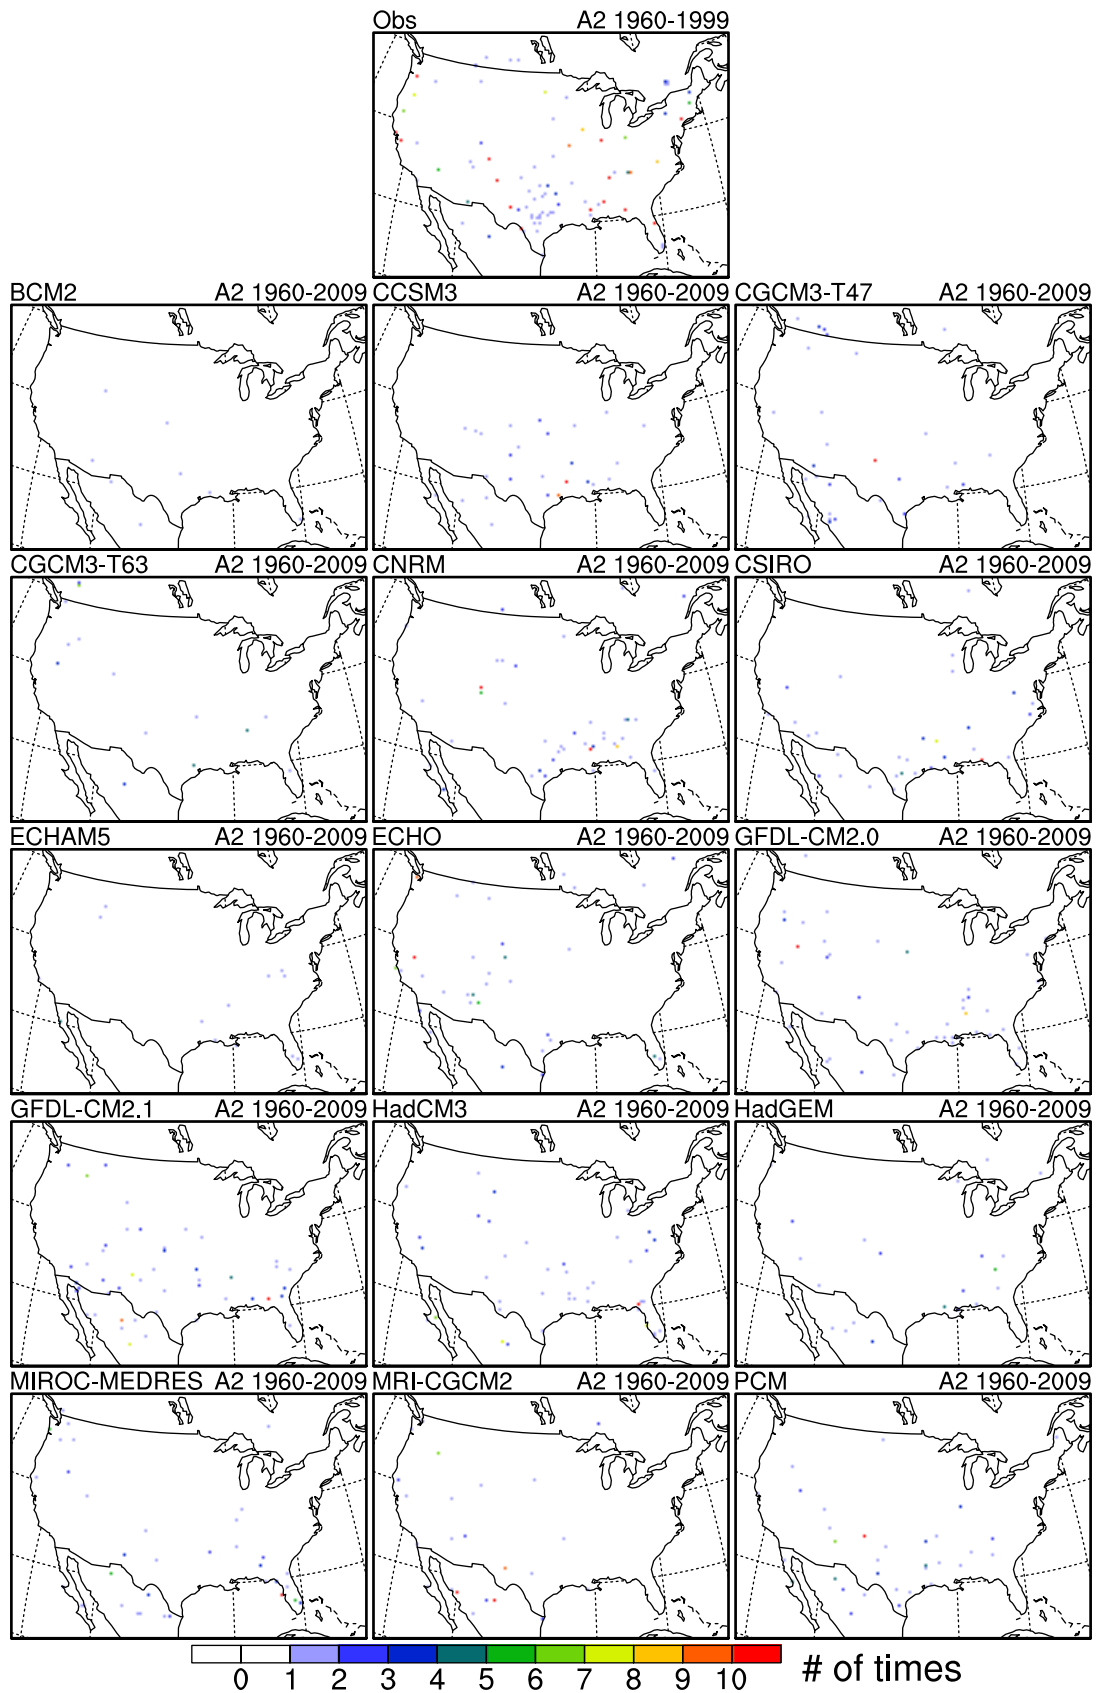 Obs A2 1960-1999
BCM2 A2 1960-2009 CCSM3 A2 1960-2009 CGCM3-T47 A2 1960-2009
CGCM3-T63 A2 1960-2009 CNRM A2 1960-2009 CSIRO A2 1960-2009
ECHAM5 A2 1960-2009 ECHO A2 1960-2009 GFDL-CM2.0 A2 1960-2009
GFDL-CM2.1 A2 1960-2009 HadCM3 A2 1960-2009 HadGEM A2 1960-2009
MIROC-MEDRES A2 1960-2009 MRI-CGCM2 A2 1960-2009 PCM A2 1960-2009
0 1 2 3 4 5 6 7 8 9 10 # of times